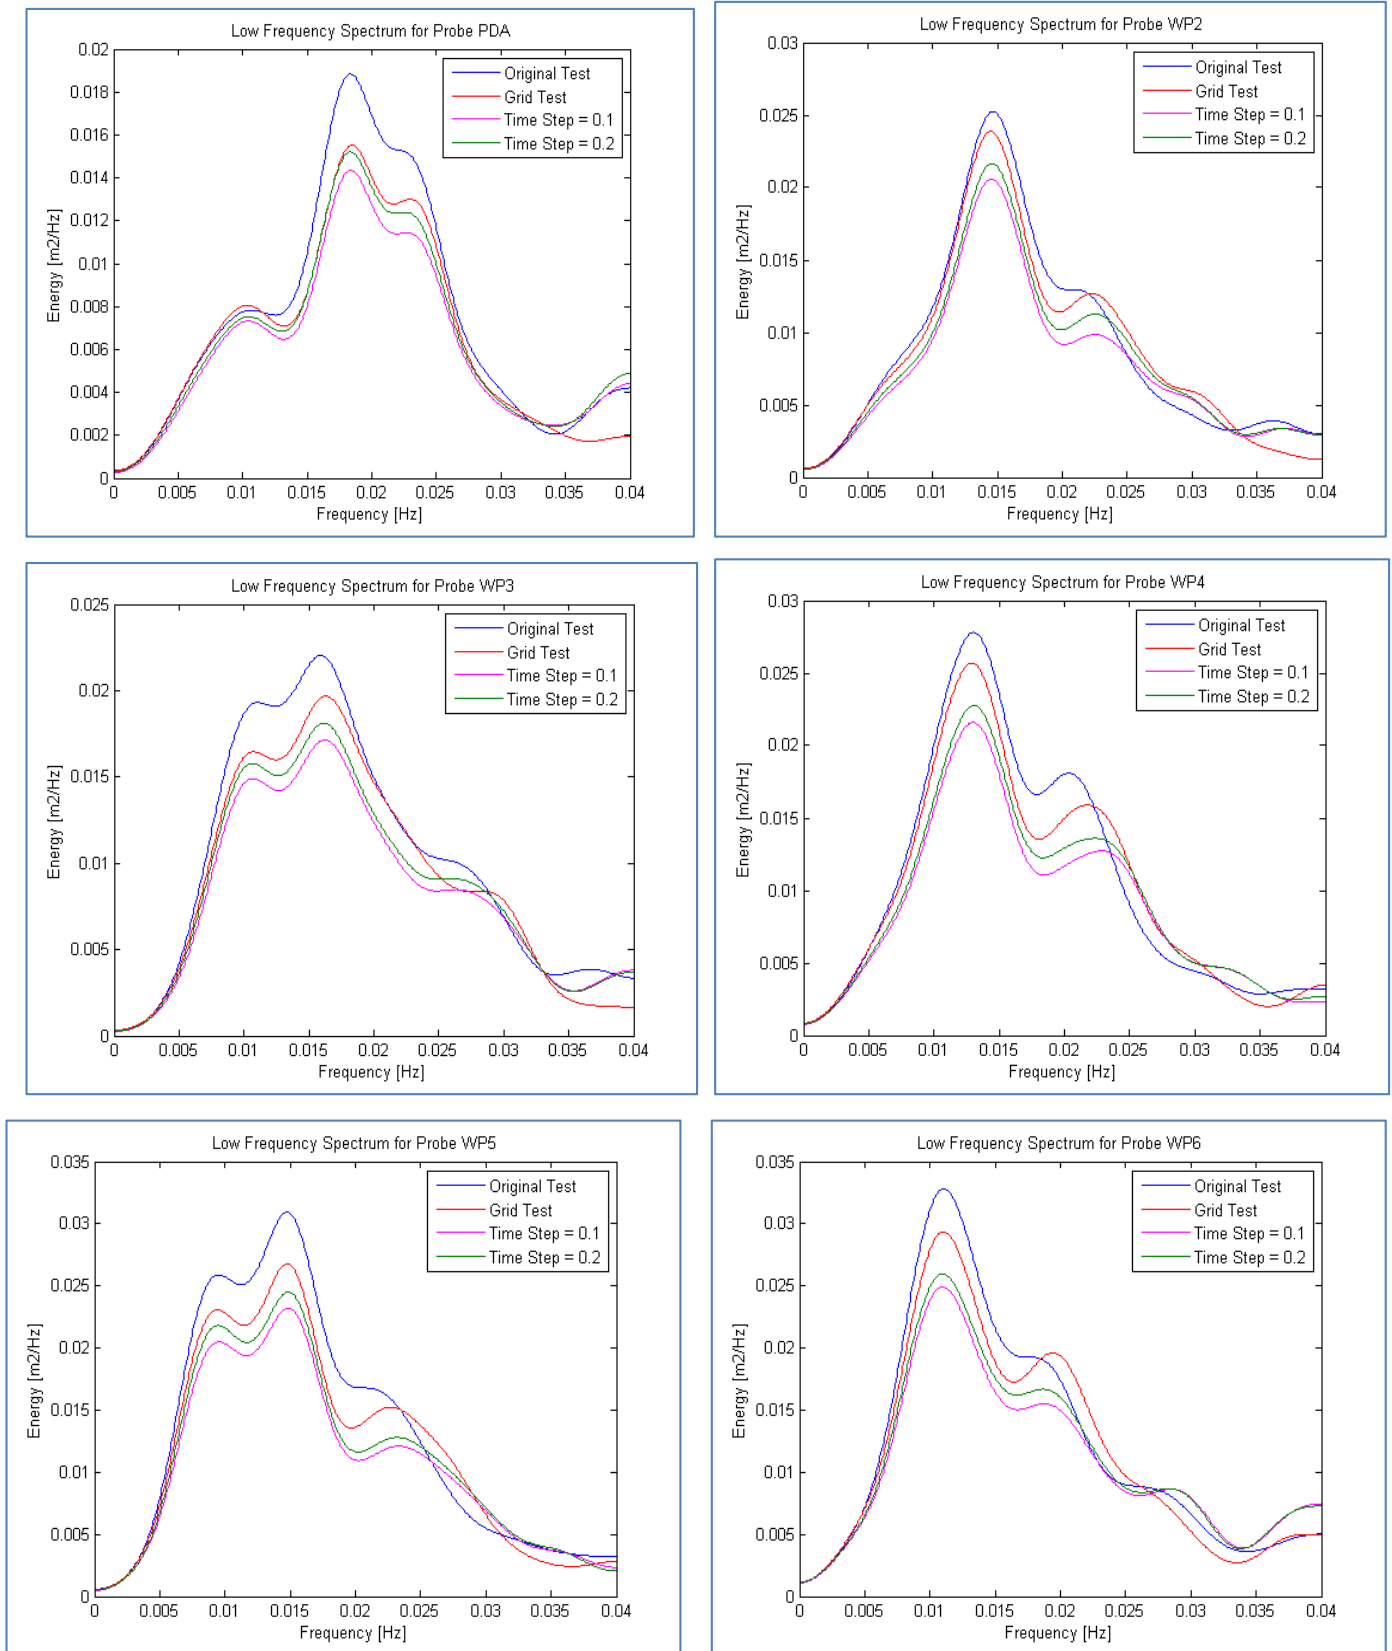 Low Frequency Spectrum for Probe PDA
0.02
0.018
0.016
0.014
0.012
0.01
0.008
0.006
0.004
0.002
0
Energy [m2/Hz]
Original Test
Grid Test
Time Step = 0.1
Time Step = 0.2
0 0.005 0.01 0.015 0.02 0.025 0.03 0.035 0.04
Frequency [Hz]
Low Frequency Spectrum for Probe WP2
0.03
0.025
0.02
0.015
0.01
0.005
0
Energy [m2/Hz]
Original Test
Grid Test
Time Step = 0.1
Time Step = 0.2
0 0.005 0.01 0.015 0.02 0.025 0.03 0.035 0.04
Frequency [Hz]
Low Frequency Spectrum for Probe WP3
0.025
0.02
0.015
0.01
0.005
0
Energy [m2/Hz]
Original Test
Grid Test
Time Step = 0.1
Time Step = 0.2
0 0.005 0.01 0.015 0.02 0.025 0.03 0.035 0.04
Frequency [Hz]
Low Frequency Spectrum for Probe WP4
0.03
0.025
0.02
0.015
0.01
0.005
0
Energy [m2/Hz]
Original Test
Grid Test
Time Step = 0.1
Time Step = 0.2
0 0.005 0.01 0.015 0.02 0.025 0.03 0.035 0.04
Frequency [Hz]
Low Frequency Spectrum for Probe WP5
0.035
0.03
0.025
0.02
0.015
0.01
0.005
0
Energy [m2/Hz]
Original Test
Grid Test
Time Step = 0.1
Time Step = 0.2
0 0.005 0.01 0.015 0.02 0.025 0.03 0.035 0.04
Frequency [Hz]
Low Frequency Spectrum for Probe WP6
0.035
0.03
0.025
0.02
0.015
0.01
0.005
0
Energy [m2/Hz]
Original Test
Grid Test
Time Step = 0.1
Time Step = 0.2
0 0.005 0.01 0.015 0.02 0.025 0.03 0.035 0.04
Frequency [Hz]